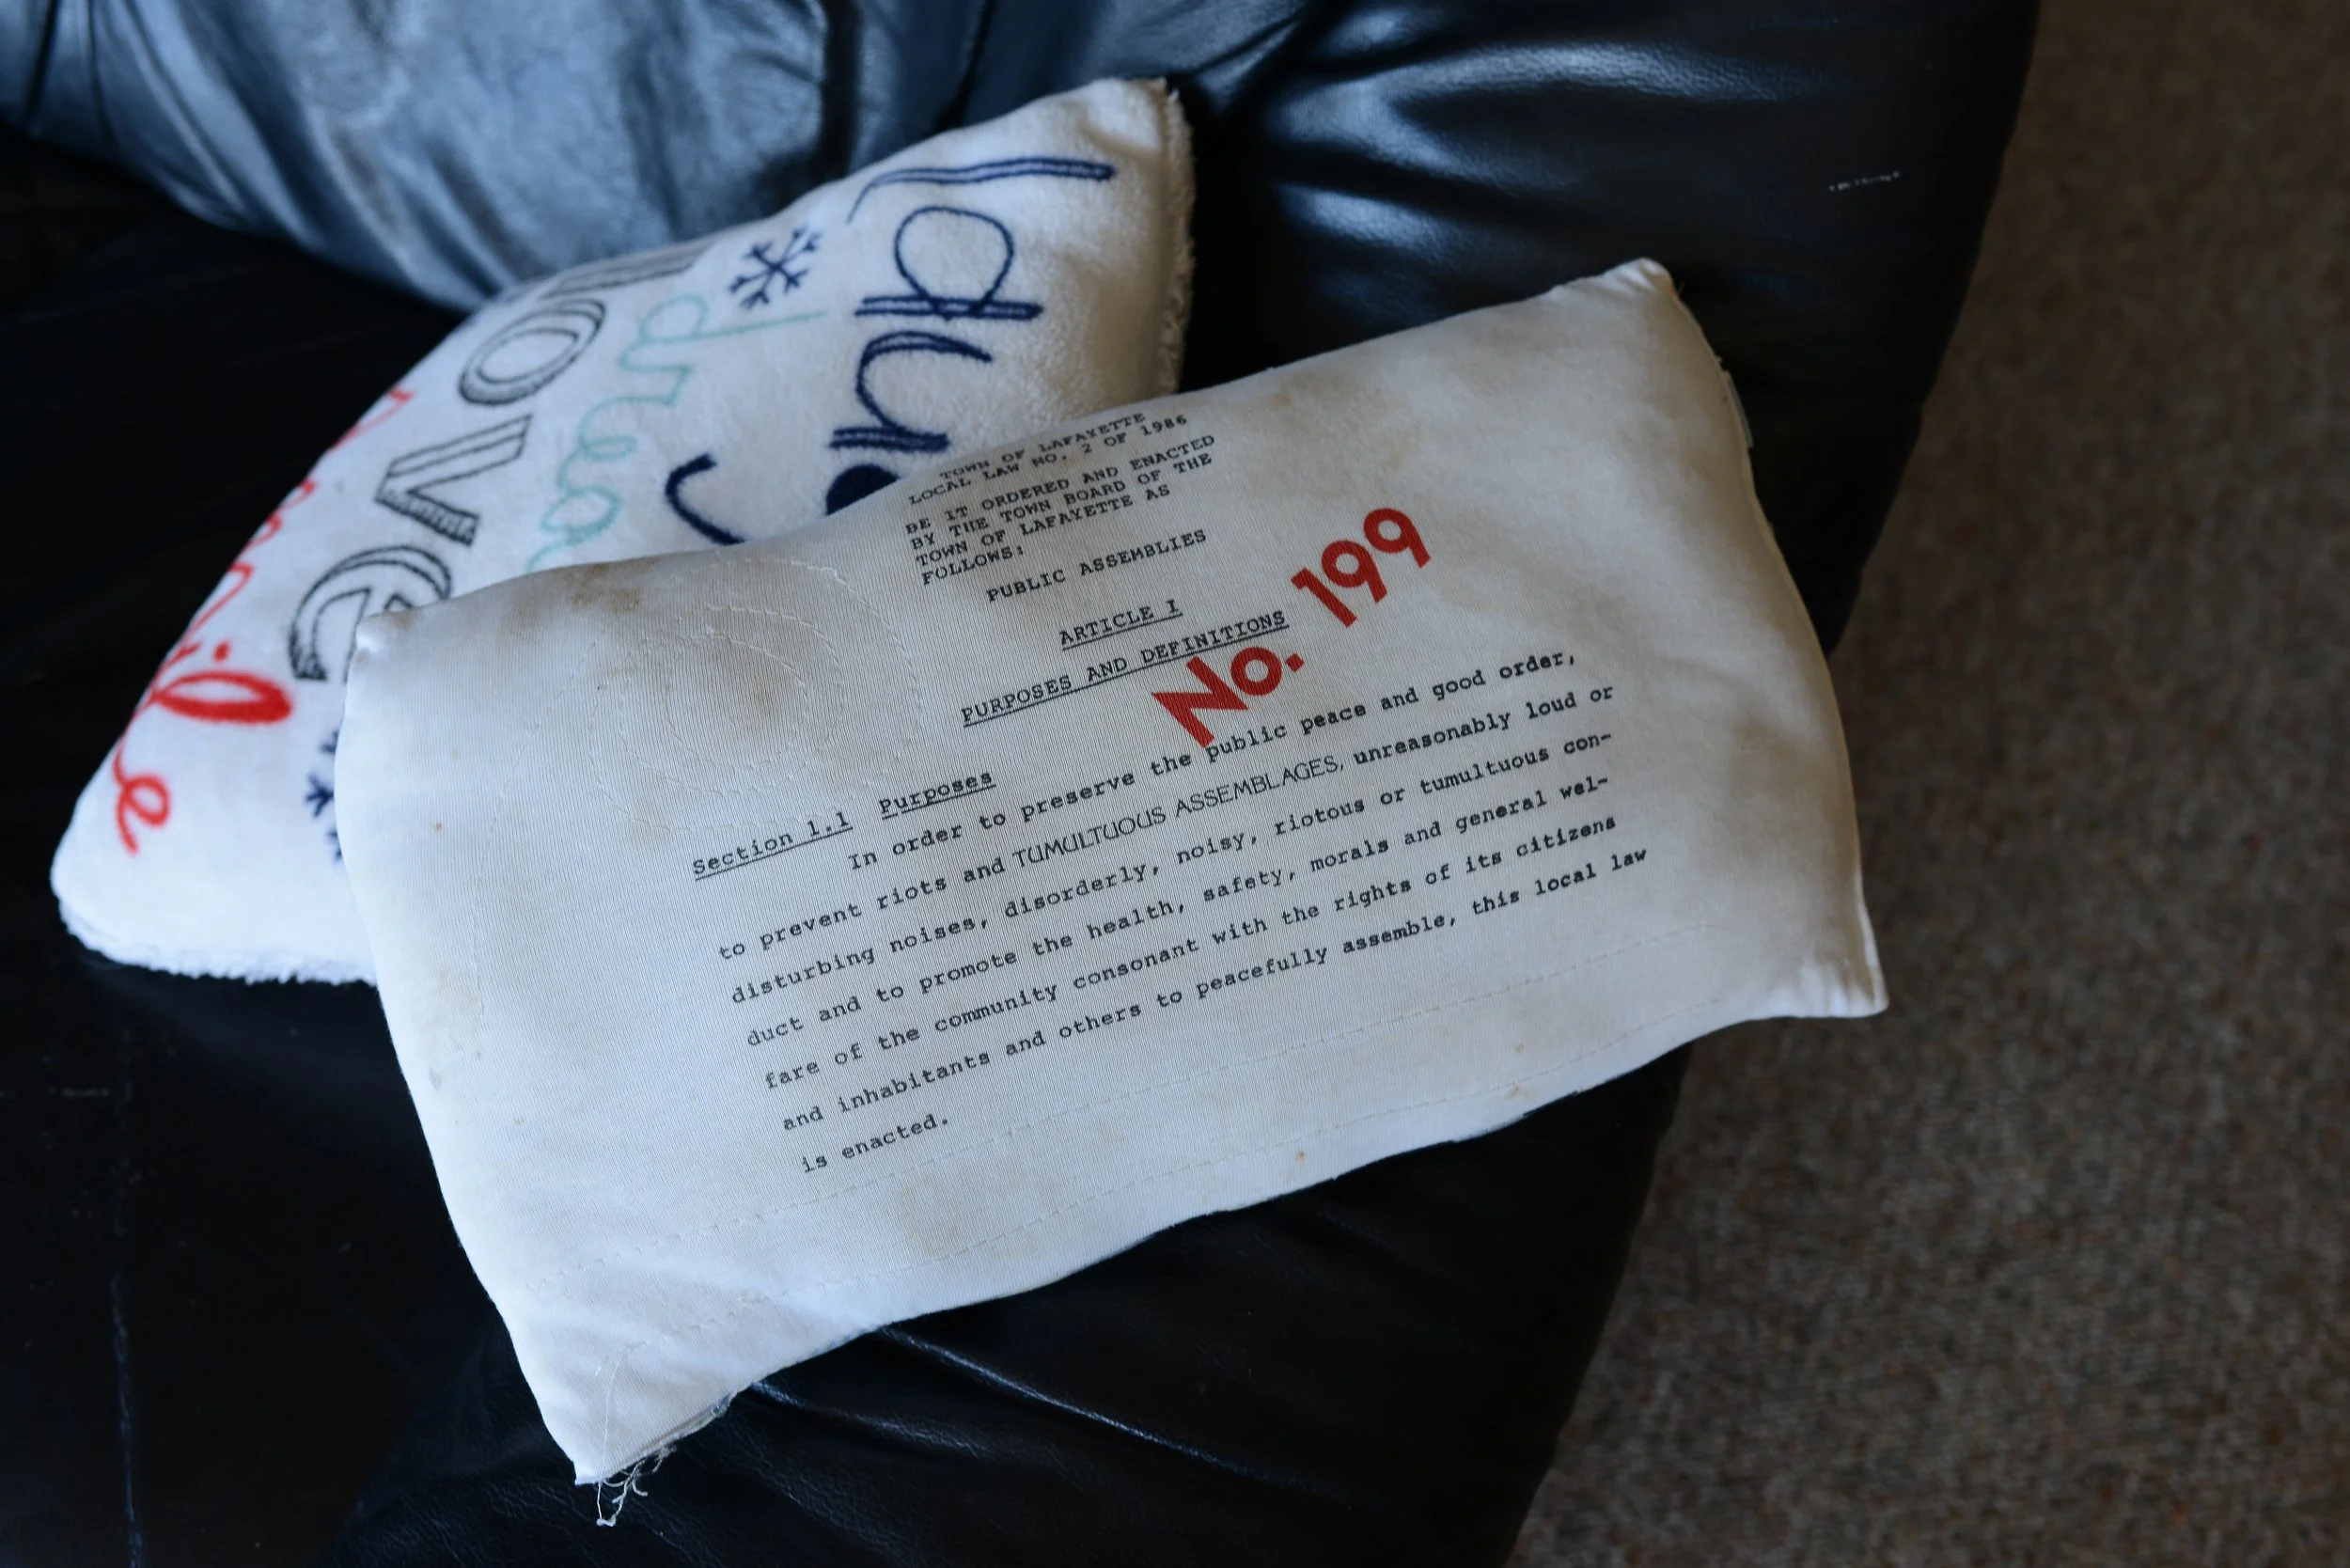 TOWN OF LAFAYETTE
LOCAL LAW NO. 2 OF 1986
BE IT ORDERED AND ENACTED
BY THE TOWN BOARD OF THE
TOWN OF LAFAYETTE AS
FOLLOWS:
PUBLIC ASSEMBLIES
ARTICLE I
PURPOSES AND DEFINITIONS
No. 199
Section 1.1 Purposes
In order to preserve the public peace and good order,
to prevent riots and TUMULTUOUS ASSEMBLAGES, unreasonably loud or
disturbing noises, disorderly, noisy, riotous or tumultuous con-
duct and to promote the health, safety, morals and general wel-
fare of the community consonant with the rights of its citizens
and inhabitants and others to peacefully assemble, this local law
is enacted.
love